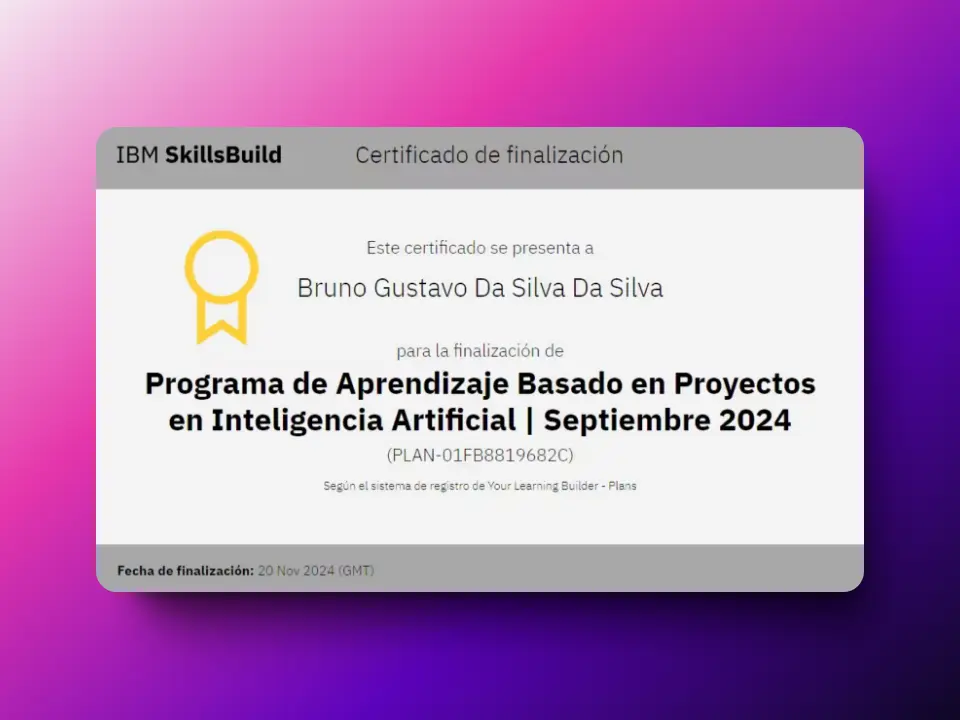 IBM SkillsBuild
Certificado de finalización
Este certificado se presenta a
Bruno Gustavo Da Silva Da Silva
para la finalización de
Programa de Aprendizaje Basado en Proyectos
en Inteligencia Artificial | Septiembre 2024
(PLAN-01FB8819682C)
Según el sistema de registro de Your Learning Builder - Plans
Fecha de finalización: 20 Nov 2024 (GMT)